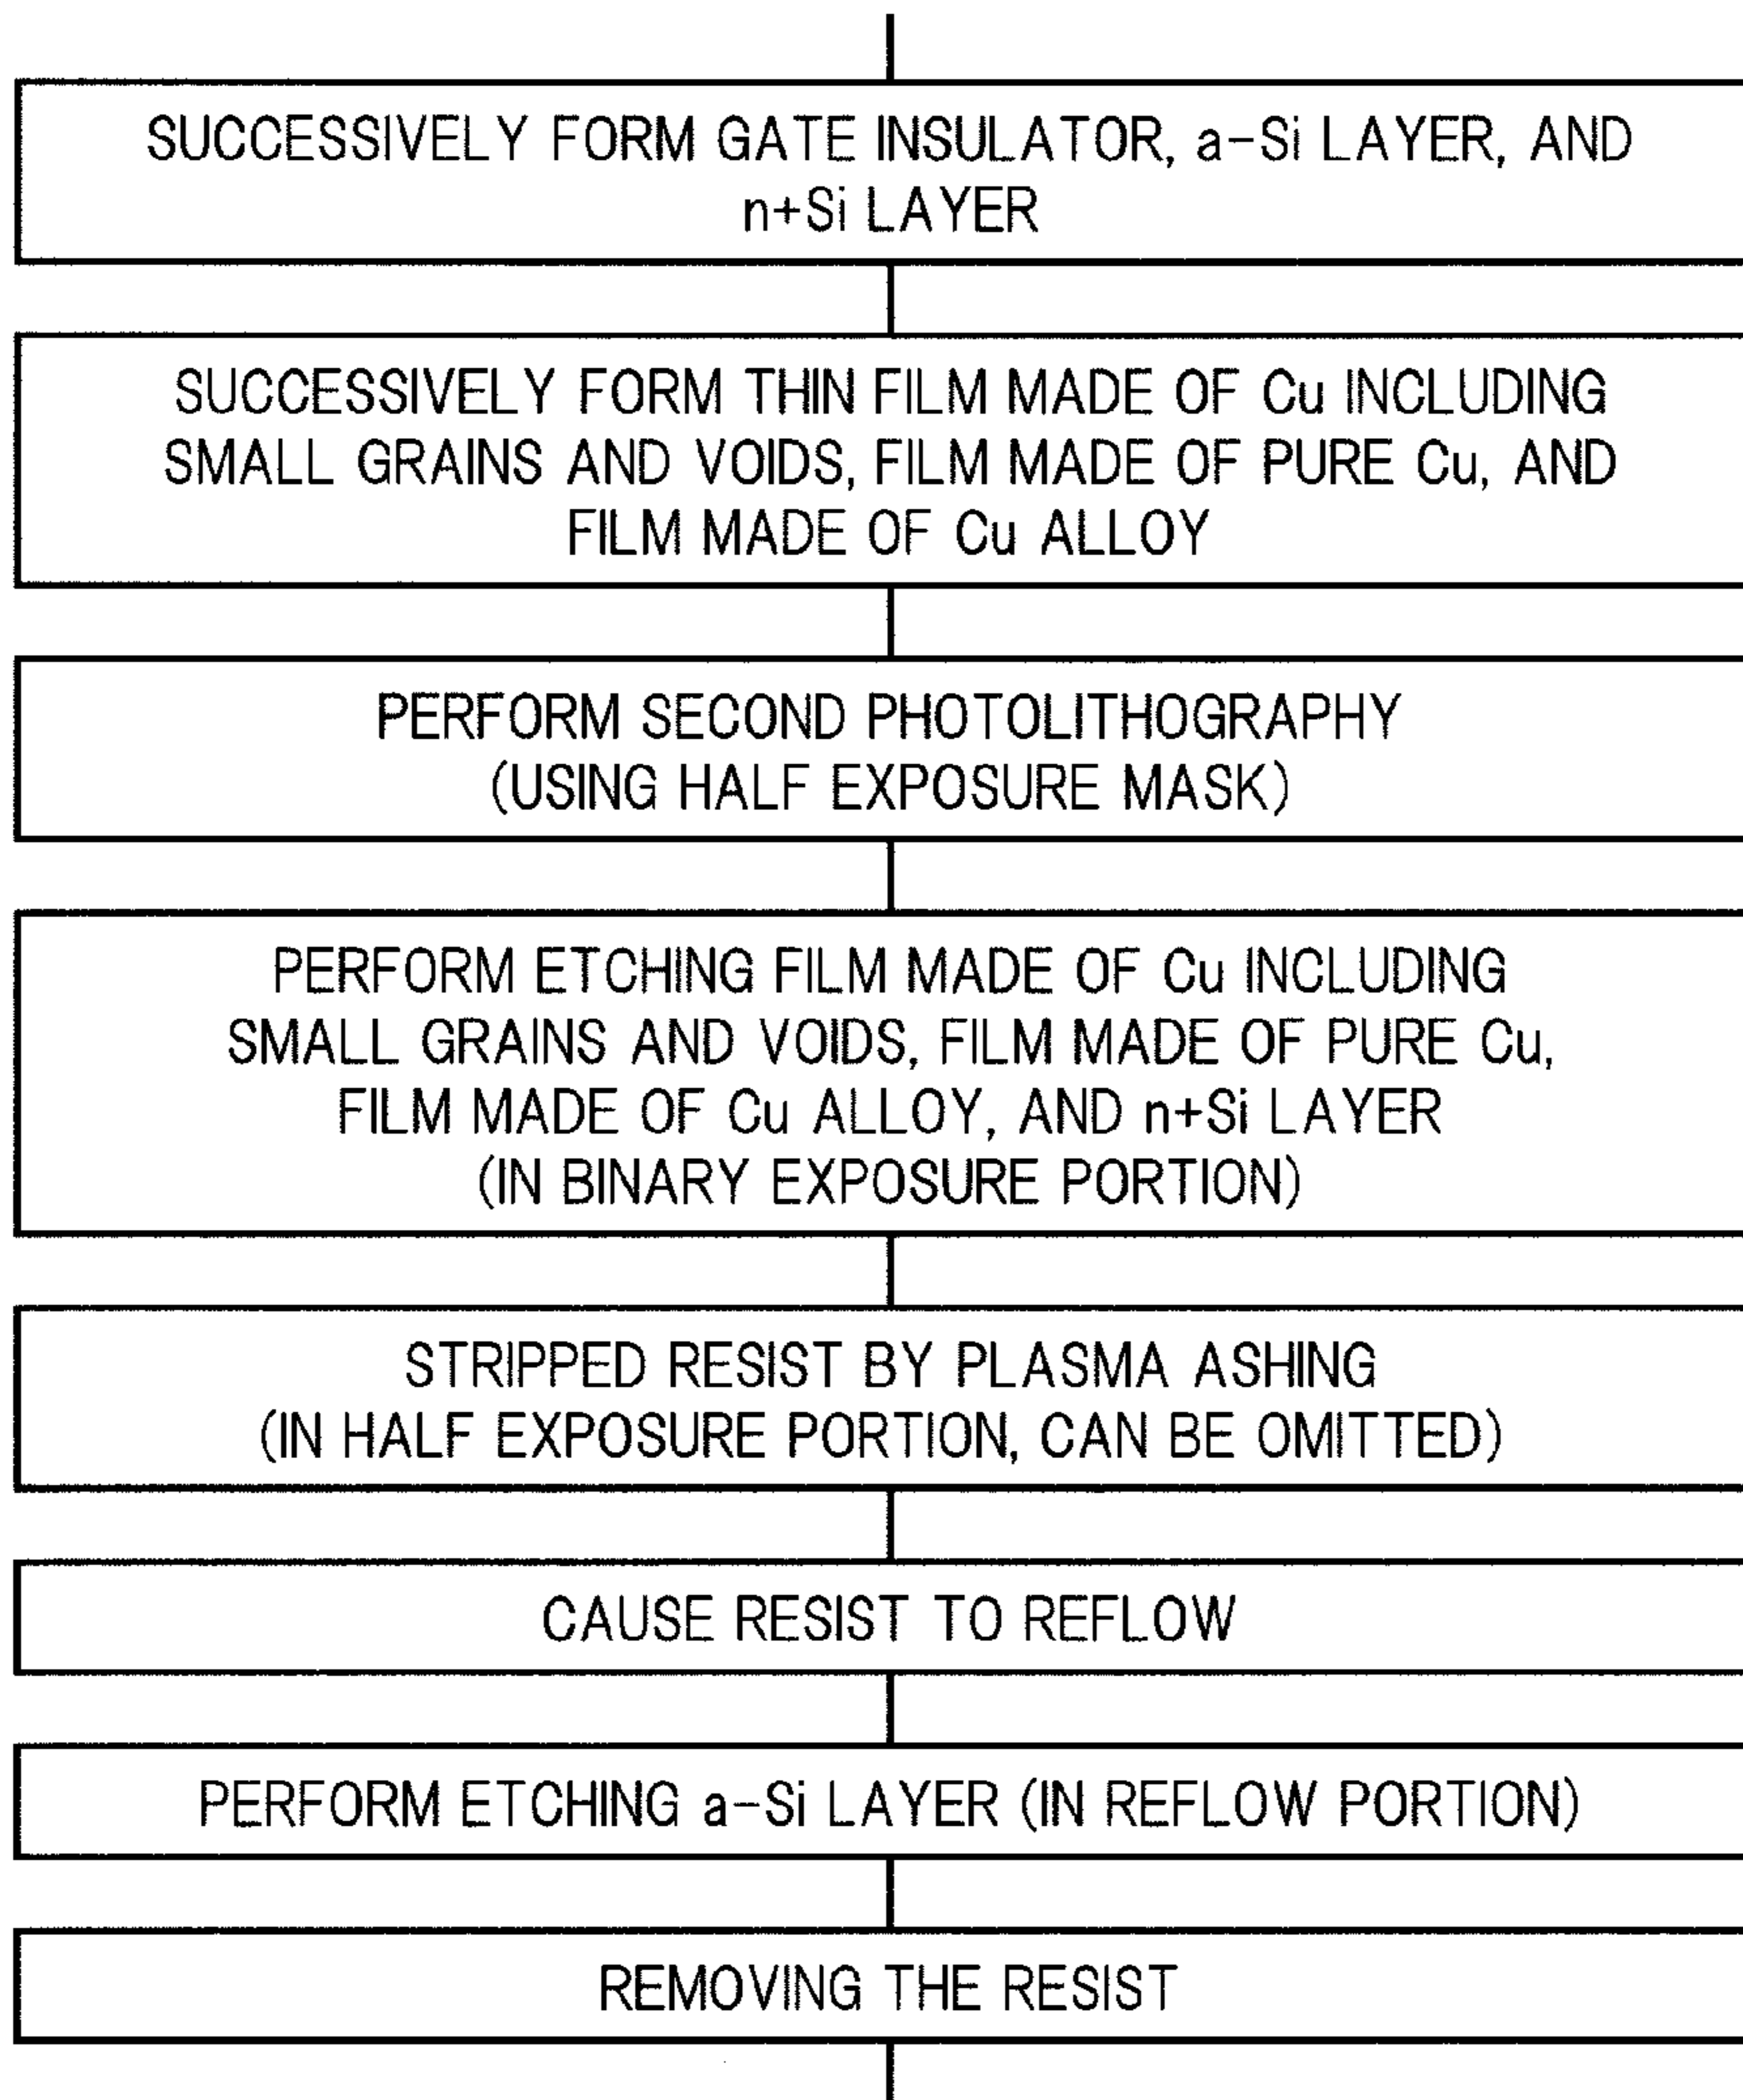 SUCCESSIVELY FORM GATE INSULATOR, a-Si LAYER, AND
n+Si LAYER
SUCCESSIVELY FORM THIN FILM MADE OF Cu INCLUDING
SMALL GRAINS AND VOIDS, FILM MADE OF PURE Cu, AND
FILM MADE OF Cu ALLOY
PERFORM SECOND PHOTOLITHOGRAPHY
(USING HALF EXPOSURE MASK)
PERFORM ETCHING FILM MADE OF Cu INCLUDING
SMALL GRAINS AND VOIDS, FILM MADE OF PURE Cu,
FILM MADE OF Cu ALLOY, AND n+Si LAYER
(IN BINARY EXPOSURE PORTION)
STRIPPED RESIST BY PLASMA ASHING
(IN HALF EXPOSURE PORTION, CAN BE OMITTED)
CAUSE RESIST TO REFLOW
PERFORM ETCHING a-Si LAYER (IN REFLOW PORTION)
REMOVING THE RESIST